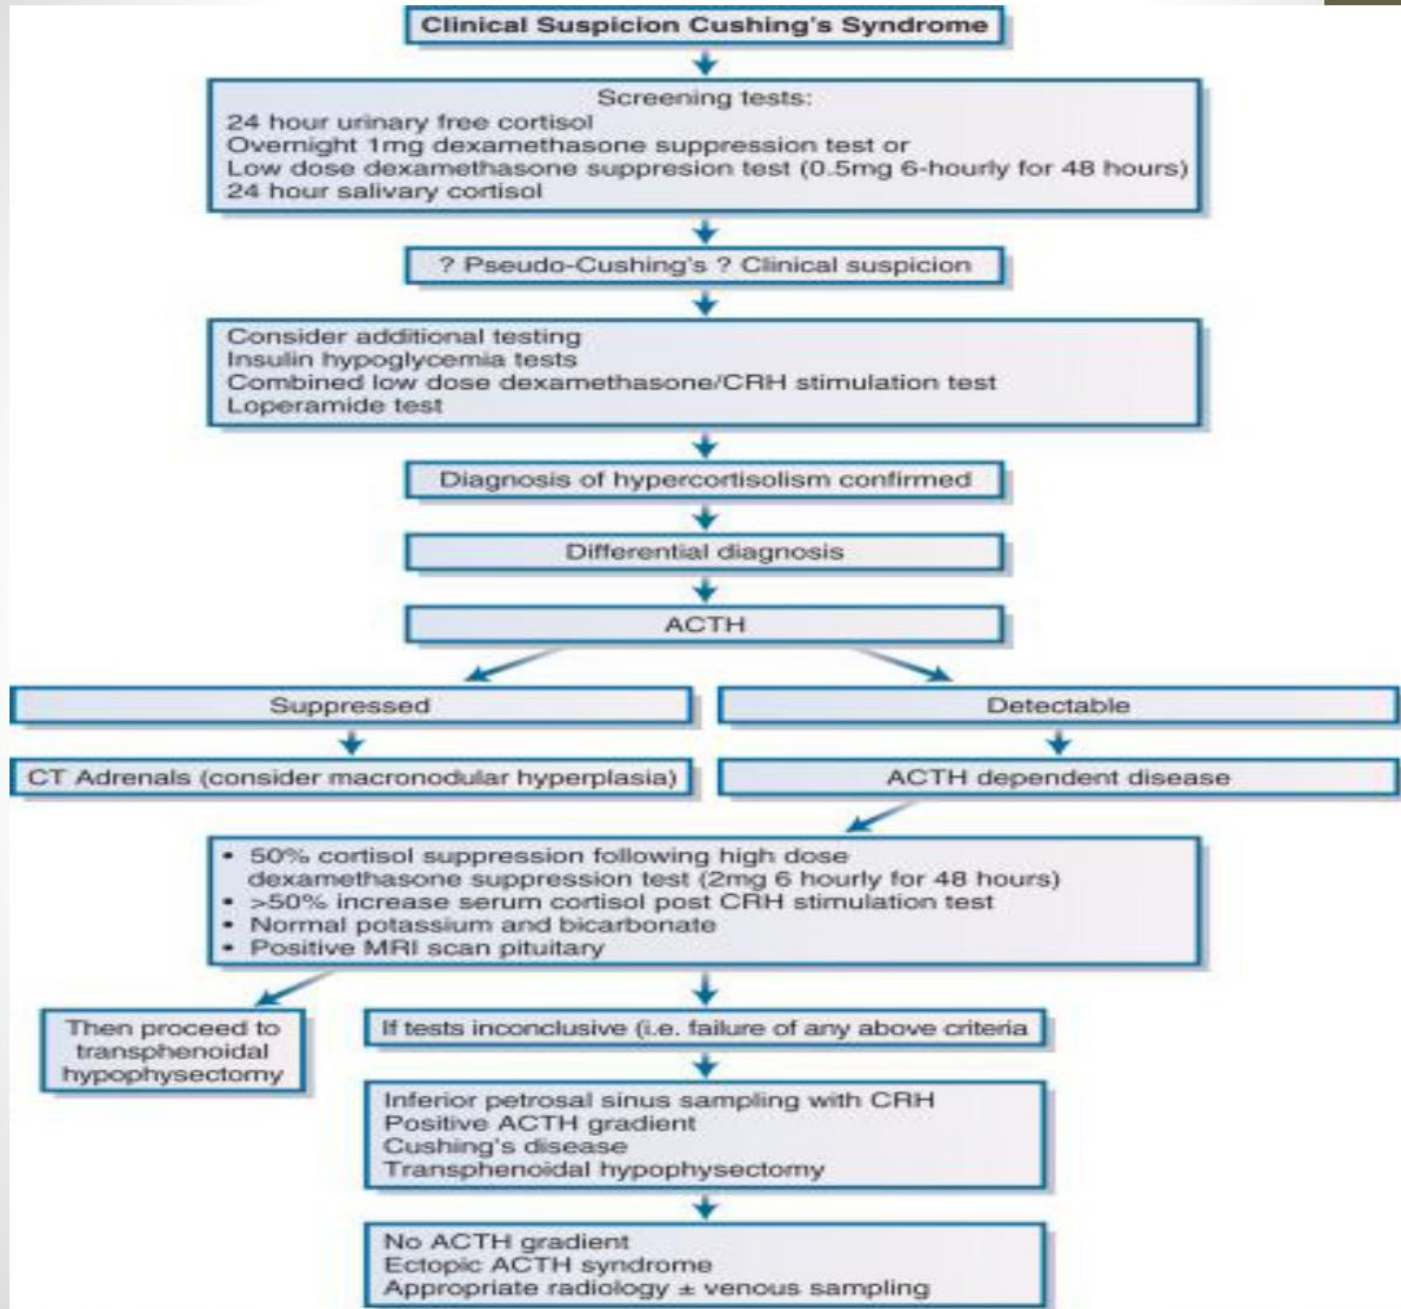 Clinical Suspicion Cushing's Syndrome
Screening tests:
24 hour urinary free cortisol
Overnight 1mg dexamethasone suppression test or
Low dose dexamethasone suppresion test (0.5mg 6-hourly for 48 hours)
24 hour salivary cortisol
? Pseudo-Cushing's ? Clinical suspicion
Consider additional testing
Insulin hypoglycemia tests
Combined low dose dexamethasone/CRH stimulation test
Loperamide test
Diagnosis of hypercortisolism confirmed
Differential diagnosis
ACTH
Suppressed
Detectable
CT Adrenals (consider macronodular hyperplasia)
ACTH dependent disease
• 50% cortisol suppression following high dose
dexamethasone suppression test (2mg 6 hourly for 48 hours)
• >50% increase serum cortisol post CRH stimulation test
• Normal potassium and bicarbonate
• Positive MRI scan pituitary
Then proceed to
transphenoidal
hypophysectomy
If tests inconclusive (i.e. failure of any above criteria
Inferior petrosal sinus sampling with CRH
Positive ACTH gradient
Cushing's disease
Transphenoidal hypophysectomy
No ACTH gradient
Ectopic ACTH syndrome
Appropriate radiology ± venous sampling